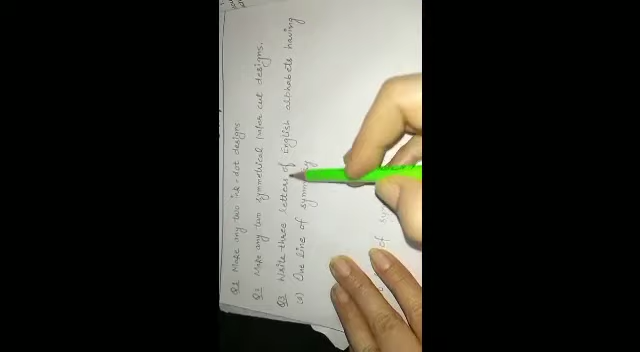 Q1 Make any two ink-dot designs
Q2 Make any two symmetrical paper cut designs.
Q3 Write three letters of English alphabets having
(a) One line of symmetry
of